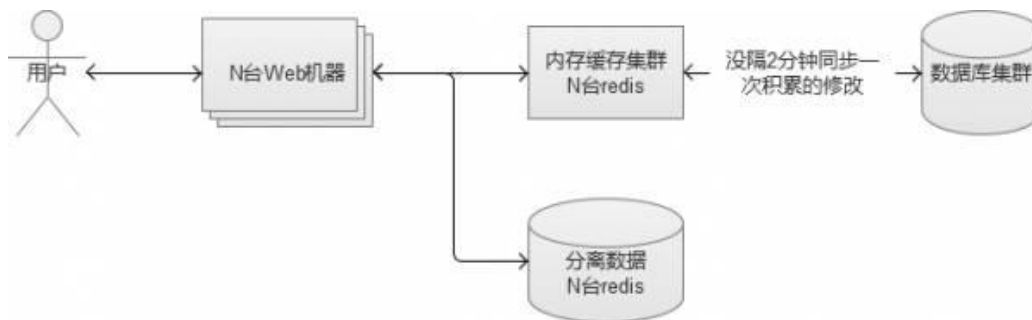 用户
N台Web机器
内存缓存集群
N台redis
没隔2分钟同步一
次积累的修改
数据库集群
分离数据
N台redis